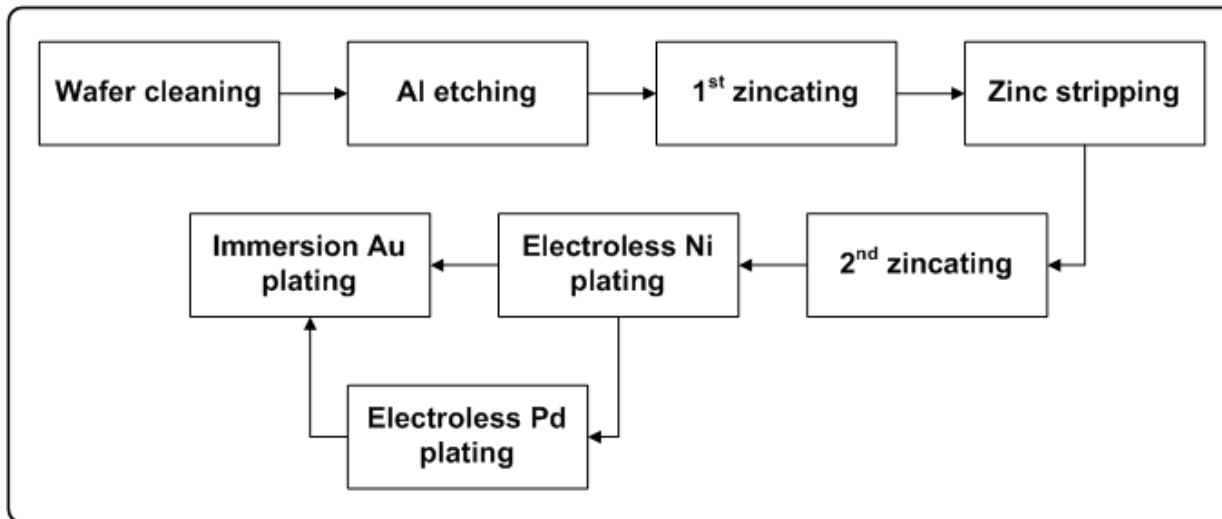 Wafer cleaning
Al etching
1st zincating
Zinc stripping
Immersion Au
plating
Electroless Ni
plating
2nd zincating
Electroless Pd
plating